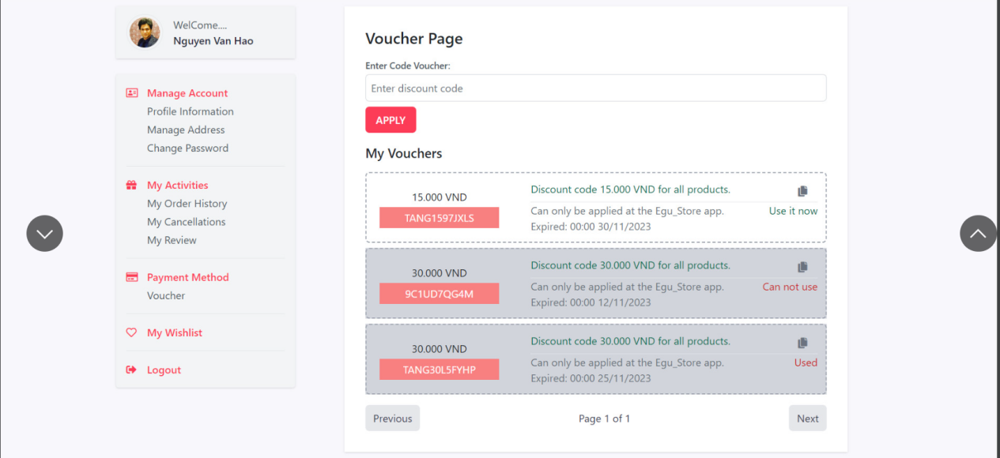 WelCome....
Nguyen Van Hao
Manage Account
Profile Information
Manage Address
Change Password
My Activities
My Order History
My Cancellations
My Review
Payment Method
Voucher
My Wishlist
Logout
Voucher Page
Enter Code Voucher:
Enter discount code
APPLY
My Vouchers
15.000 VND
TANG1597JXLS
Discount code 15.000 VND for all products.
Can only be applied at the Egu_Store app.
Use it now
Expired: 00:00 30/11/2023
30.000 VND
9C1UD7QG4M
Discount code 30.000 VND for all products.
Can only be applied at the Egu_Store app.
Can not use
Expired: 00:00 12/11/2023
30.000 VND
TANG30L5FYHP
Discount code 30.000 VND for all products.
Can only be applied at the Egu_Store app.
Used
Expired: 00:00 25/11/2023
Previous
Page 1 of 1
Next